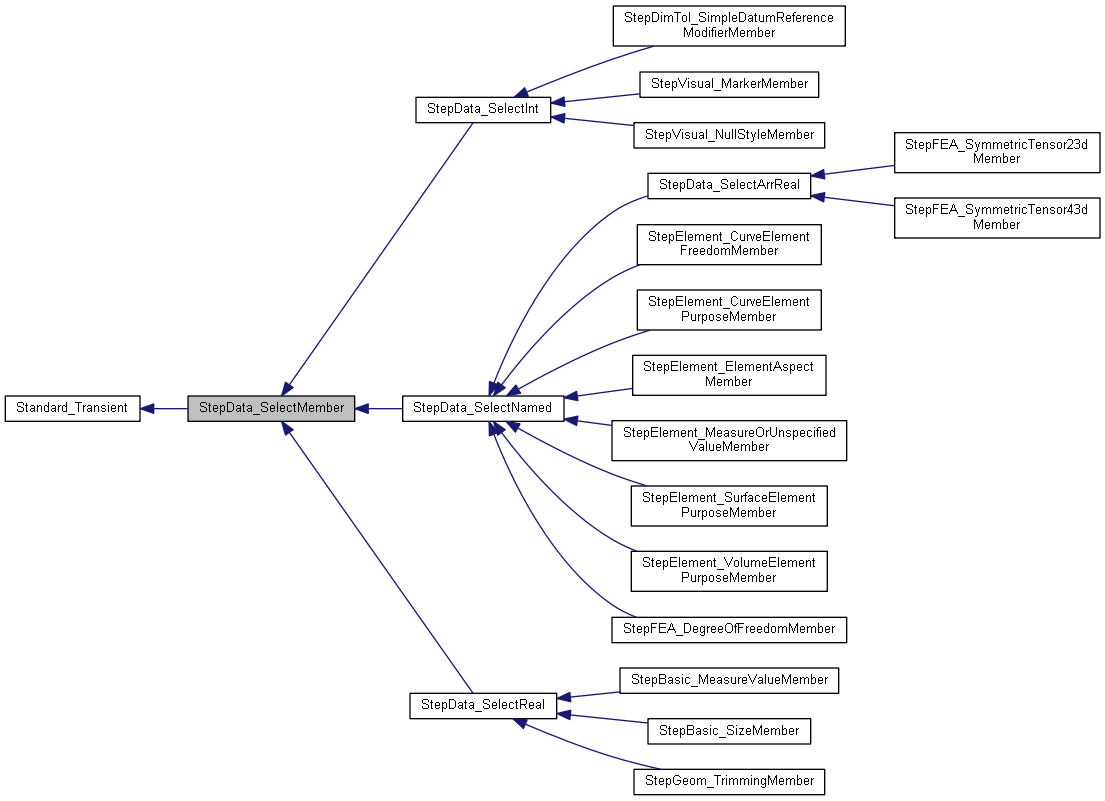 StepDimTol_SimpleDatumReference
ModifierMember
StepVisual_MarkerMember
StepData_SelectInt
StepVisual_NullStyleMember
StepFEA_SymmetricTensor23d
Member
StepData_SelectArrReal
StepFEA_SymmetricTensor43d
Member
StepElement_CurveElement
FreedomMember
StepElement_CurveElement
PurposeMember
StepElement_ElementAspect
Member
Standard_Transient
StepData_SelectMember
StepData_SelectNamed
StepElement_MeasureOrUnspecified
ValueMember
StepElement_SurfaceElement
PurposeMember
StepElement_VolumeElement
PurposeMember
StepFEA_DegreeOfFreedomMember
StepBasic_MeasureValueMember
StepData_SelectReal
StepBasic_SizeMember
StepGeom_TrimmingMember